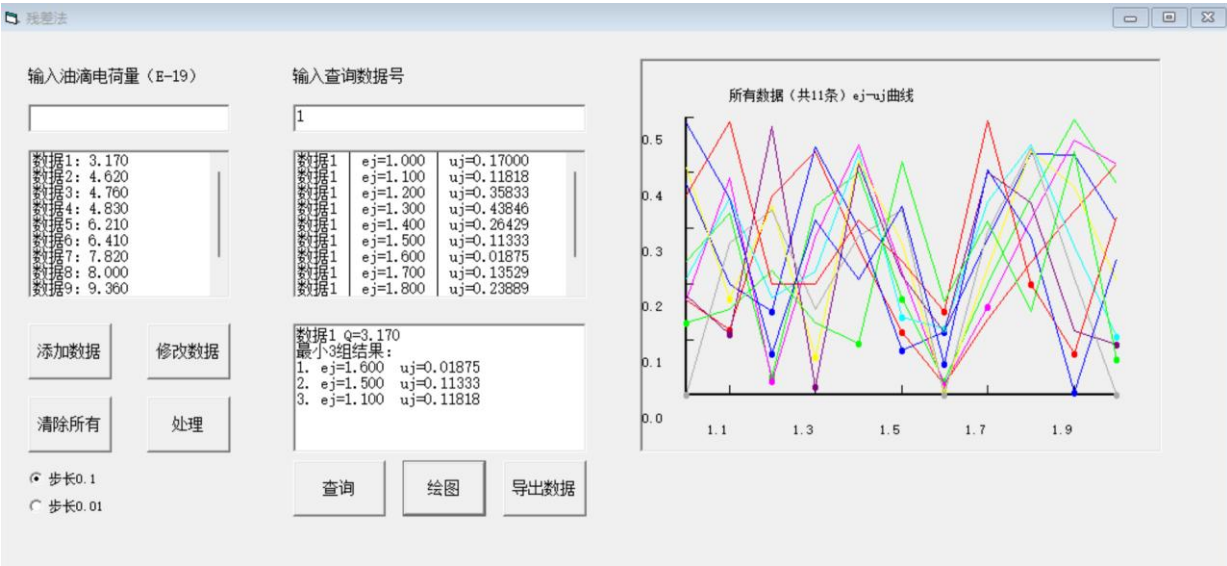 残差法
输入油滴电荷量（E-19）
数据1: 3.170
数据2: 4.620
数据3: 4.760
数据4: 4.830
数据5: 6.210
数据6: 6.410
数据7: 7.820
数据8: 8.000
数据9: 9.360
添加数据
修改数据
清除所有
处理
步长0.1
步长0.01
输入查询数据号
1
数据1 | ej=1.000 | uj=0.17000
数据1 | ej=1.100 | uj=0.11818
数据1 | ej=1.200 | uj=0.35833
数据1 | ej=1.300 | uj=0.43846
数据1 | ej=1.400 | uj=0.26429
数据1 | ej=1.500 | uj=0.11333
数据1 | ej=1.600 | uj=0.01875
数据1 | ej=1.700 | uj=0.13529
数据1 | ej=1.800 | uj=0.23889
数据1 Q=3.170
最小3组结果:
1. ej=1.600 uj=0.01875
2. ej=1.500 uj=0.11333
3. ej=1.100 uj=0.11818
查询
绘图
导出数据
所有数据（共11条）ej-uj曲线
0.5
0.4
0.3
0.2
0.1
0.0
1.1 1.3 1.5 1.7 1.9